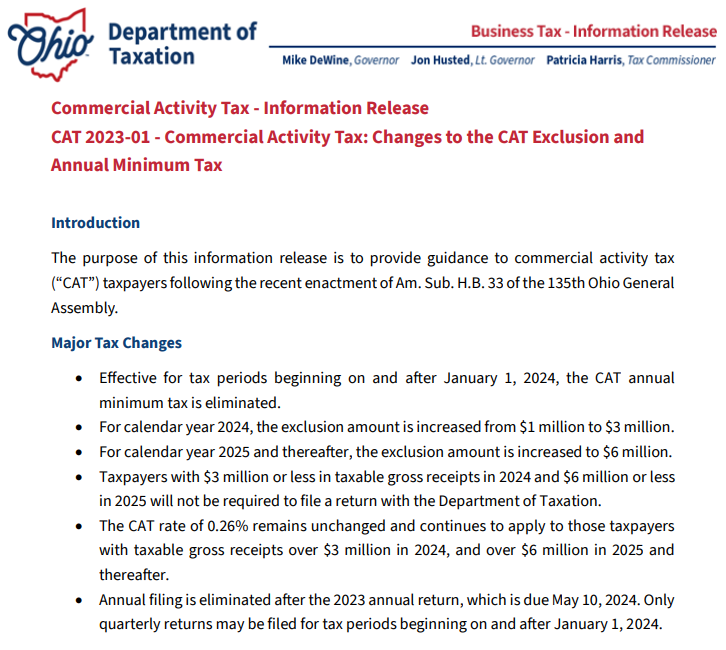 Ohio
Department of
Taxation
Business Tax - Information Release
Mike DeWine, Governor Jon Husted, Lt. Governor Patricia Harris, Tax Commissioner
Commercial Activity Tax - Information Release
CAT 2023-01 - Commercial Activity Tax: Changes to the CAT Exclusion and
Annual Minimum Tax
Introduction
The purpose of this information release is to provide guidance to commercial activity tax
(“CAT”) taxpayers following the recent enactment of Am. Sub. H.B. 33 of the 135th Ohio General
Assembly.
Major Tax Changes
• Effective for tax periods beginning on and after January 1, 2024, the CAT annual
minimum tax is eliminated.
• For calendar year 2024, the exclusion amount is increased from $1 million to $3 million.
• For calendar year 2025 and thereafter, the exclusion amount is increased to $6 million.
• Taxpayers with $3 million or less in taxable gross receipts in 2024 and $6 million or less
in 2025 will not be required to file a return with the Department of Taxation.
• The CAT rate of 0.26% remains unchanged and continues to apply to those taxpayers
with taxable gross receipts over $3 million in 2024, and over $6 million in 2025 and
thereafter.
• Annual filing is eliminated after the 2023 annual return, which is due May 10, 2024. Only
quarterly returns may be filed for tax periods beginning on and after January 1, 2024.